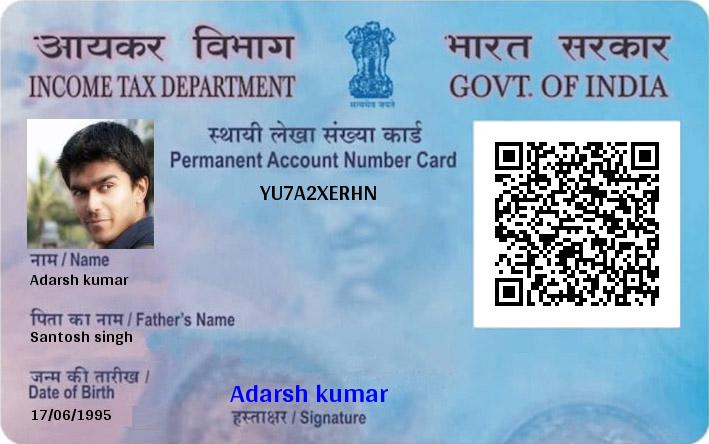 आयकर विभाग
INCOME TAX DEPARTMENT
सत्यमेव जयते
भारत सरकार
GOVT. OF INDIA
स्थायी लेखा संख्या कार्ड
Permanent Account Number Card
YU7A2XERHN
नाम / Name
Adarsh kumar
पिता का नाम / Father's Name
Santosh singh
जन्म की तारीख /
Date of Birth
17/06/1995
Adarsh kumar
हस्ताक्षर / Signature